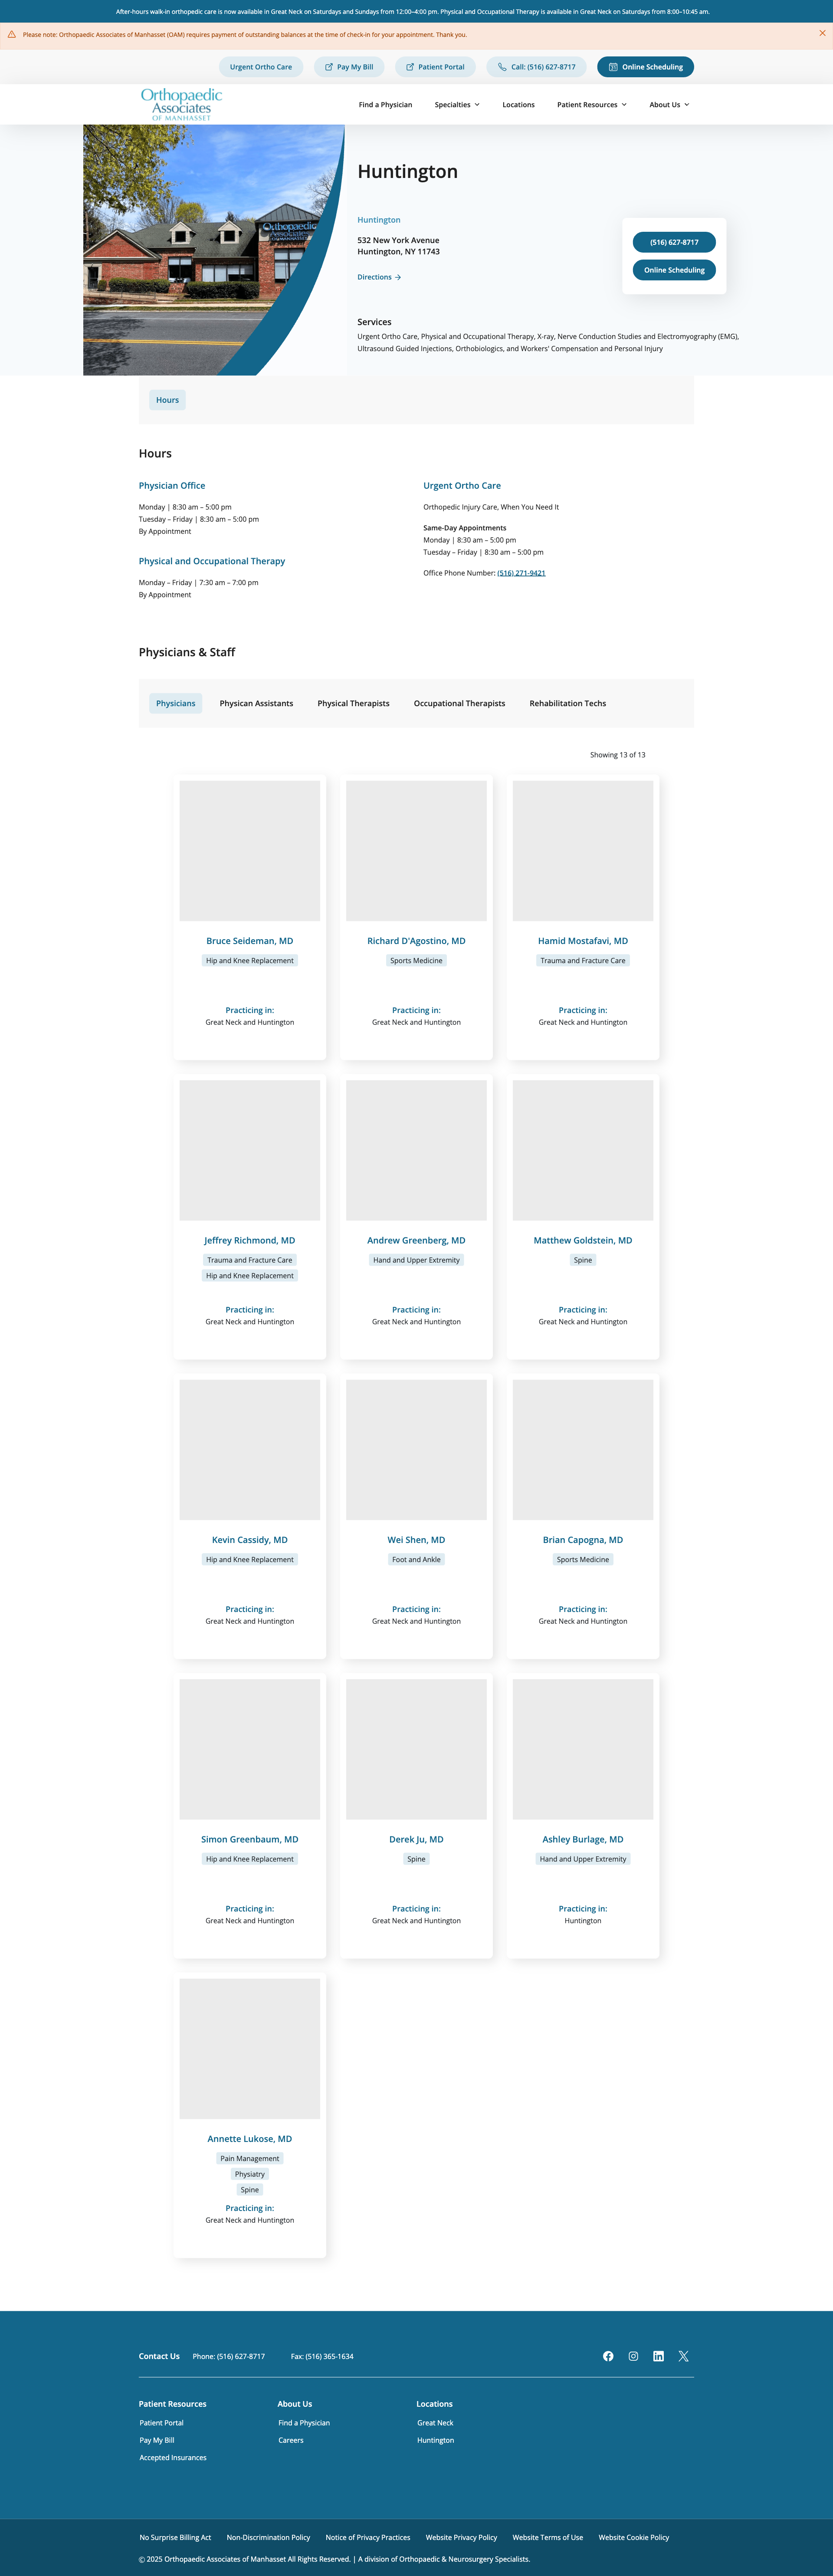 After-hours walk-in orthopedic care is now available in Great Neck on Saturdays and Sundays from 12:00–4:00 pm. Physical and Occupational Therapy is available in Great Neck on Saturdays from 8:00–10:45 am.
Please note: Orthopaedic Associates of Manhasset (OAM) requires payment of outstanding balances at the time of check-in for your appointment. Thank you.
Urgent Ortho Care
Pay My Bill
Patient Portal
Call: (516) 627-8717
Online Scheduling
Orthopaedic
Associates
OF MANHASSET
Find a Physician
Specialties
Locations
Patient Resources
About Us
Orthopaedic
Associates
Huntington
Huntington
532 New York Avenue
Huntington, NY 11743
Directions
(516) 627-8717
Online Scheduling
Services
Urgent Ortho Care, Physical and Occupational Therapy, X-ray, Nerve Conduction Studies and Electromyography (EMG),
Ultrasound Guided Injections, Orthobiologics, and Workers' Compensation and Personal Injury
Hours
Hours
Physician Office
Monday | 8:30 am – 5:00 pm
Tuesday – Friday | 8:30 am – 5:00 pm
By Appointment
Physical and Occupational Therapy
Monday – Friday | 7:30 am – 7:00 pm
By Appointment
Urgent Ortho Care
Orthopedic Injury Care, When You Need It
Same-Day Appointments
Monday | 8:30 am – 5:00 pm
Tuesday – Friday | 8:30 am – 5:00 pm
Office Phone Number: (516) 271-9421
Physicians & Staff
Physicians
Physican Assistants
Physical Therapists
Occupational Therapists
Rehabilitation Techs
Showing 13 of 13
Bruce Seideman, MD
Hip and Knee Replacement
Practicing in:
Great Neck and Huntington
Richard D'Agostino, MD
Sports Medicine
Practicing in:
Great Neck and Huntington
Hamid Mostafavi, MD
Trauma and Fracture Care
Practicing in:
Great Neck and Huntington
Jeffrey Richmond, MD
Trauma and Fracture Care
Hip and Knee Replacement
Practicing in:
Great Neck and Huntington
Andrew Greenberg, MD
Hand and Upper Extremity
Practicing in:
Great Neck and Huntington
Matthew Goldstein, MD
Spine
Practicing in:
Great Neck and Huntington
Kevin Cassidy, MD
Hip and Knee Replacement
Practicing in:
Great Neck and Huntington
Wei Shen, MD
Foot and Ankle
Practicing in:
Great Neck and Huntington
Brian Capogna, MD
Sports Medicine
Practicing in:
Great Neck and Huntington
Simon Greenbaum, MD
Hip and Knee Replacement
Practicing in:
Great Neck and Huntington
Derek Ju, MD
Spine
Practicing in:
Great Neck and Huntington
Ashley Burlage, MD
Hand and Upper Extremity
Practicing in:
Huntington
Annette Lukose, MD
Pain Management
Physiatry
Spine
Practicing in:
Great Neck and Huntington
Contact Us
Phone: (516) 627-8717
Fax: (516) 365-1634
Patient Resources
Patient Portal
Pay My Bill
Accepted Insurances
About Us
Find a Physician
Careers
Locations
Great Neck
Huntington
No Surprise Billing Act
Non-Discrimination Policy
Notice of Privacy Practices
Website Privacy Policy
Website Terms of Use
Website Cookie Policy
© 2025 Orthopaedic Associates of Manhasset All Rights Reserved. | A division of Orthopaedic & Neurosurgery Specialists.